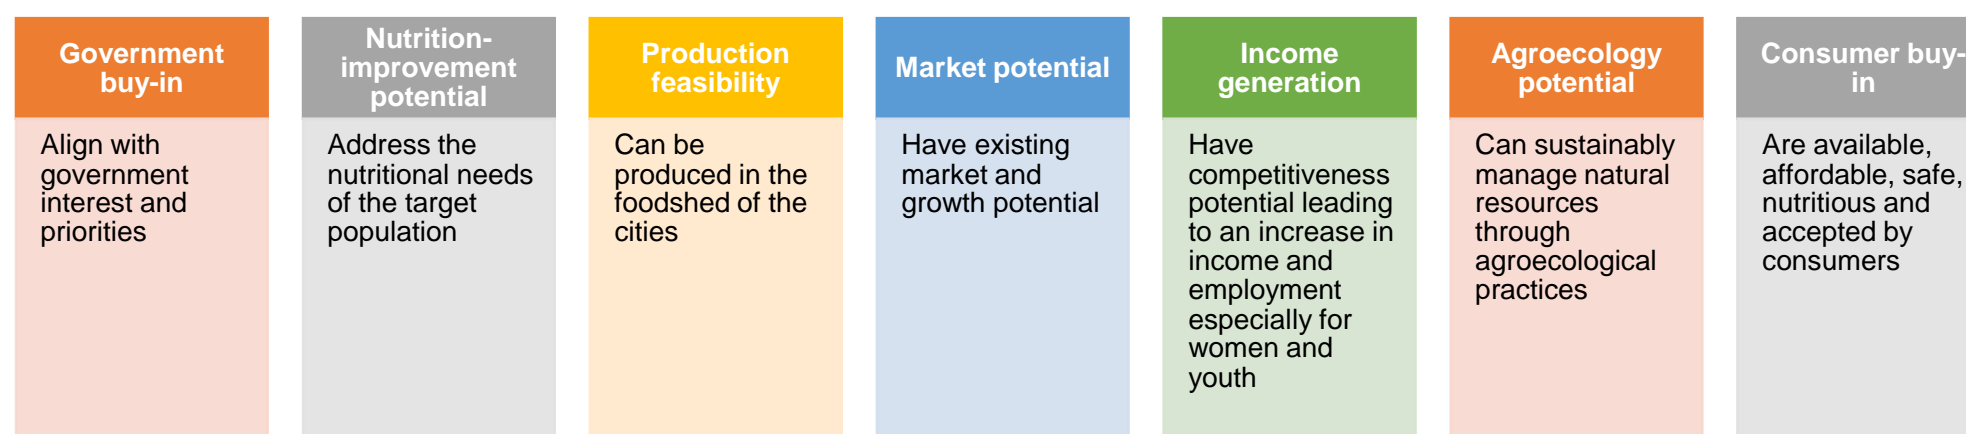 Government
buy-in
Align with
government
interest and
priorities
Nutrition-
improvement
potential
Address the
nutritional needs
of the target
population
Production
feasibility
Can be
produced in the
foodshed of the
cities
Market potential
Have existing
market and
growth potential
Income
generation
Have
competitiveness
potential leading
to an increase in
income and
employment
especially for
women and
youth
Agroecology
potential
Can sustainably
manage natural
resources
through
agroecological
practices
Consumer buy-
in
Are available,
affordable, safe,
nutritious and
accepted by
consumers